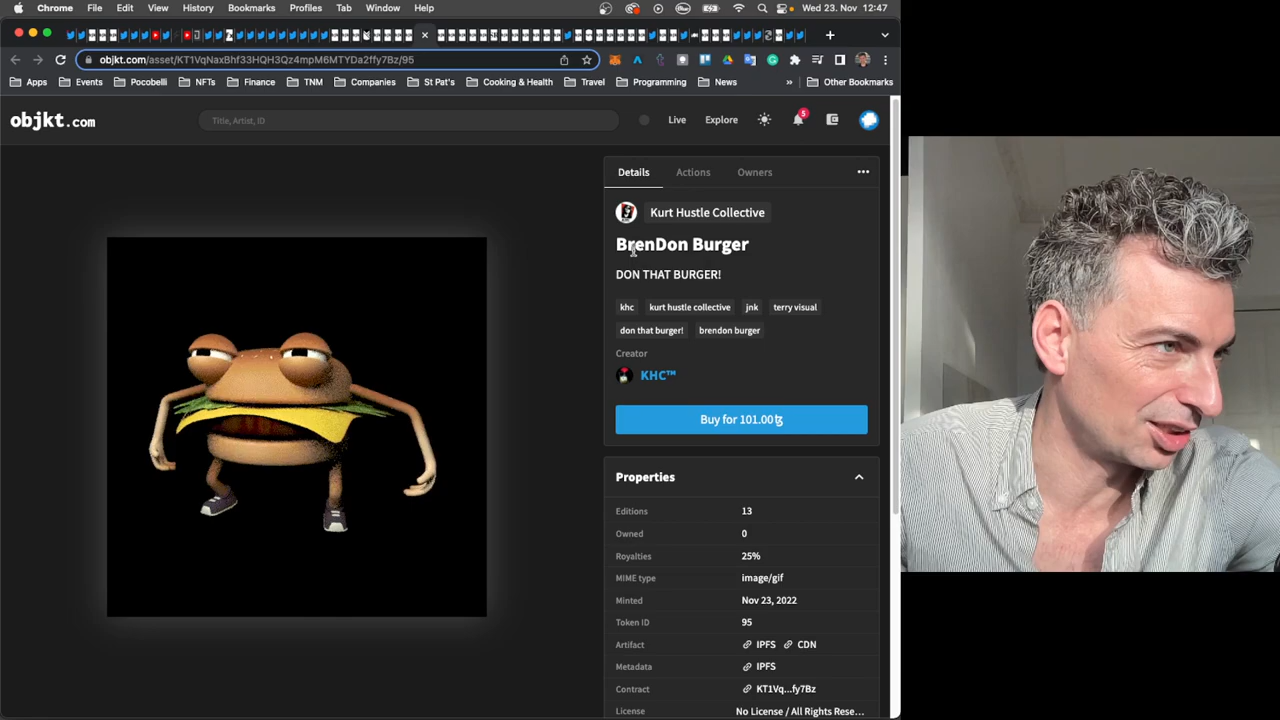 Chrome File Edit View History Bookmarks Profiles Tab Window Help Wed 23. Nov 12:47
objkt.com/asset/KT1VqNaxBhf33HQH3Qz4mpM6MTYDa2ffy7Bz/95
Apps Events Pocobelli NFTs Finance TNM Companies St Pat's Cooking & Health Travel Programming News » Other Bookmarks
objkt.com Title, Artist, ID Live Explore 5
Details Actions Owners
Kurt Hustle Collective
BrenDon Burger
DON THAT BURGER!
khc kurt hustle collective jnk terry visual
don that burger! brendon burger
Creator
KHC™
Buy for 101.00ꜩ
Properties
Editions 13
Owned 0
Royalties 25%
MIME type image/gif
Minted Nov 23, 2022
Token ID 95
Artifact IPFS CDN
Metadata IPFS
Contract KT1Vq...fy7Bz
License No License / All Rights Rese...